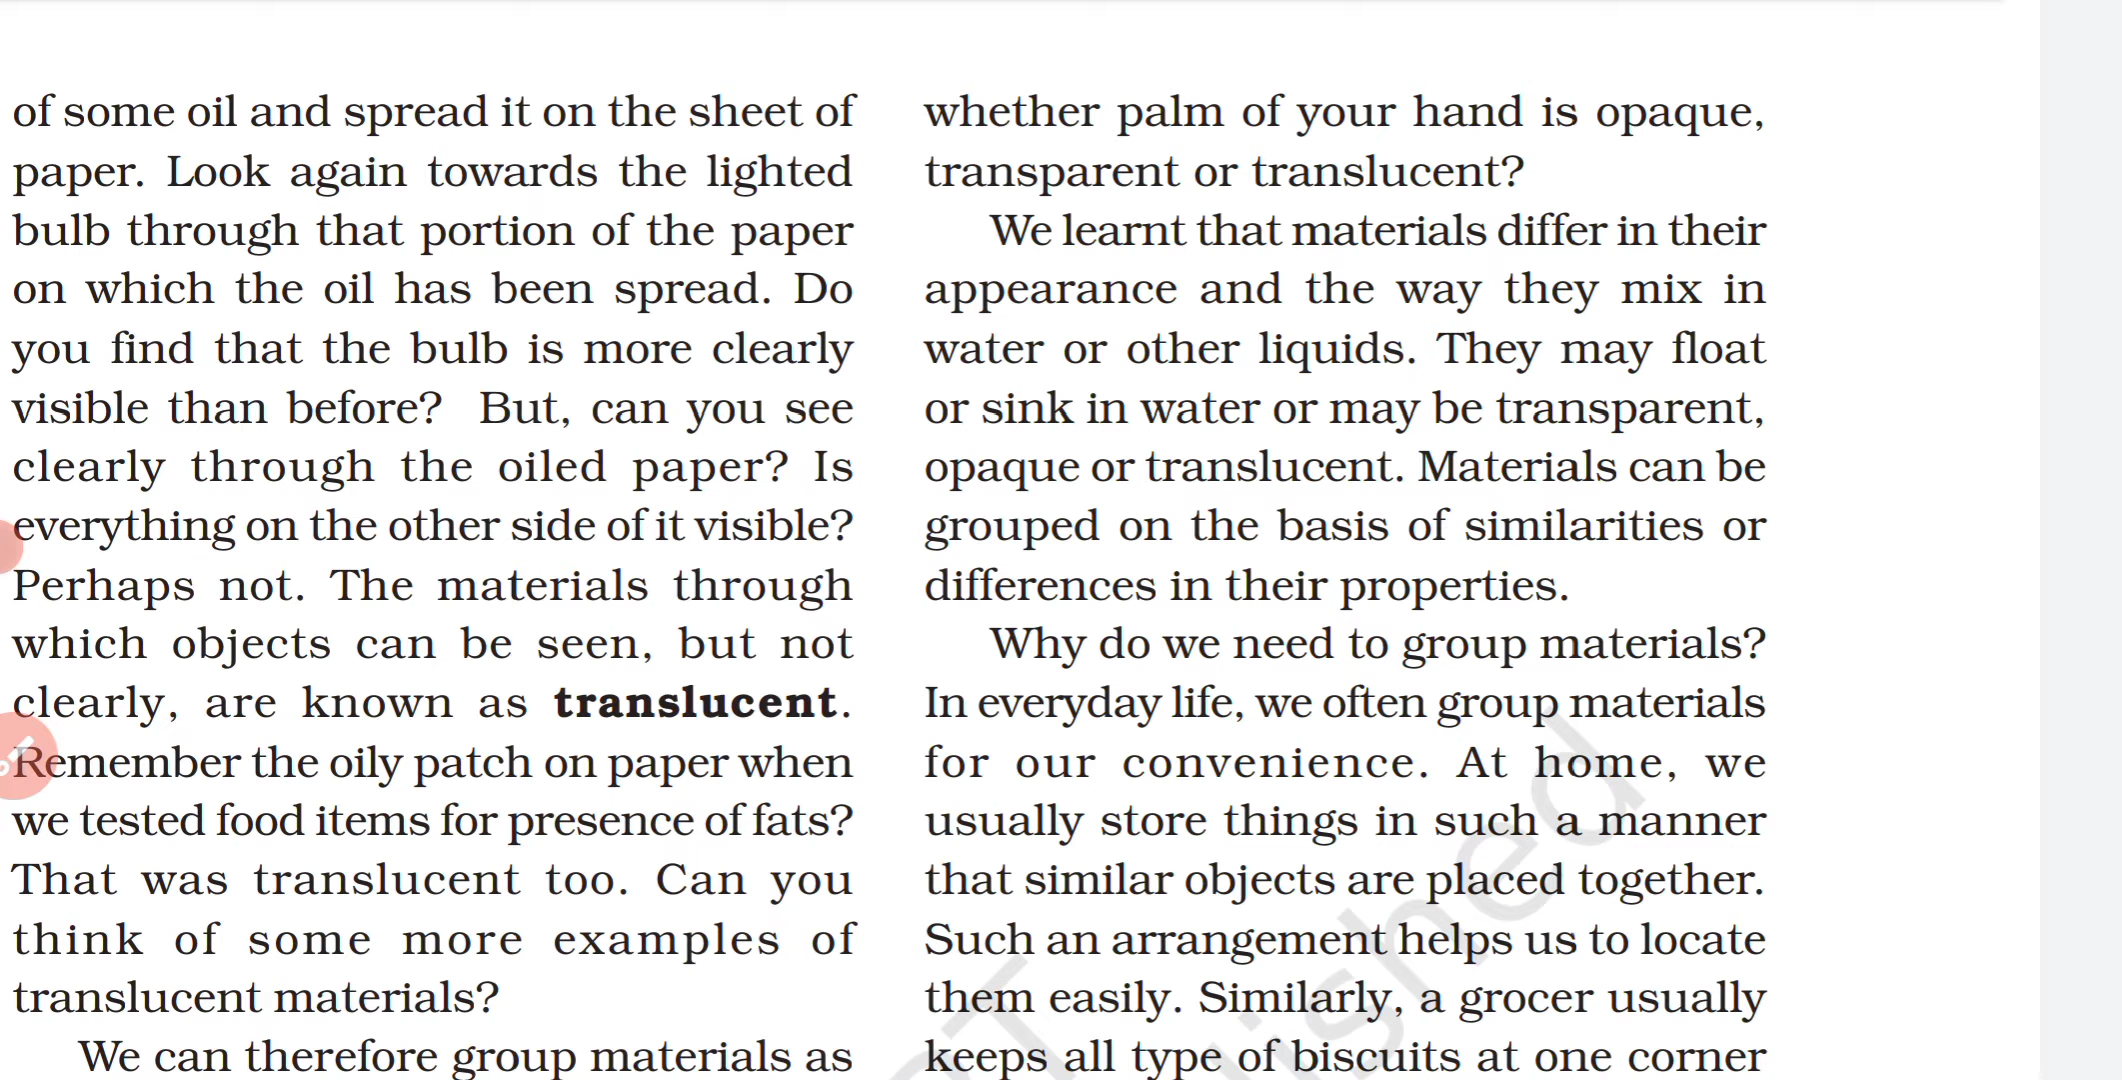 of some oil and spread it on the sheet of
paper. Look again towards the lighted
bulb through that portion of the paper
on which the oil has been spread. Do
you find that the bulb is more clearly
visible than before? But, can you see
clearly through the oiled paper? Is
everything on the other side of it visible?
Perhaps not. The materials through
which objects can be seen, but not
clearly, are known as translucent.
Remember the oily patch on paper when
we tested food items for presence of fats?
That was translucent too. Can you
think of some more examples of
translucent materials?
We can therefore group materials as
whether palm of your hand is opaque,
transparent or translucent?
We learnt that materials differ in their
appearance and the way they mix in
water or other liquids. They may float
or sink in water or may be transparent,
opaque or translucent. Materials can be
grouped on the basis of similarities or
differences in their properties.
Why do we need to group materials?
In everyday life, we often group materials
for our convenience. At home, we
usually store things in such a manner
that similar objects are placed together.
Such an arrangement helps us to locate
them easily. Similarly, a grocer usually
keeps all type of biscuits at one corner